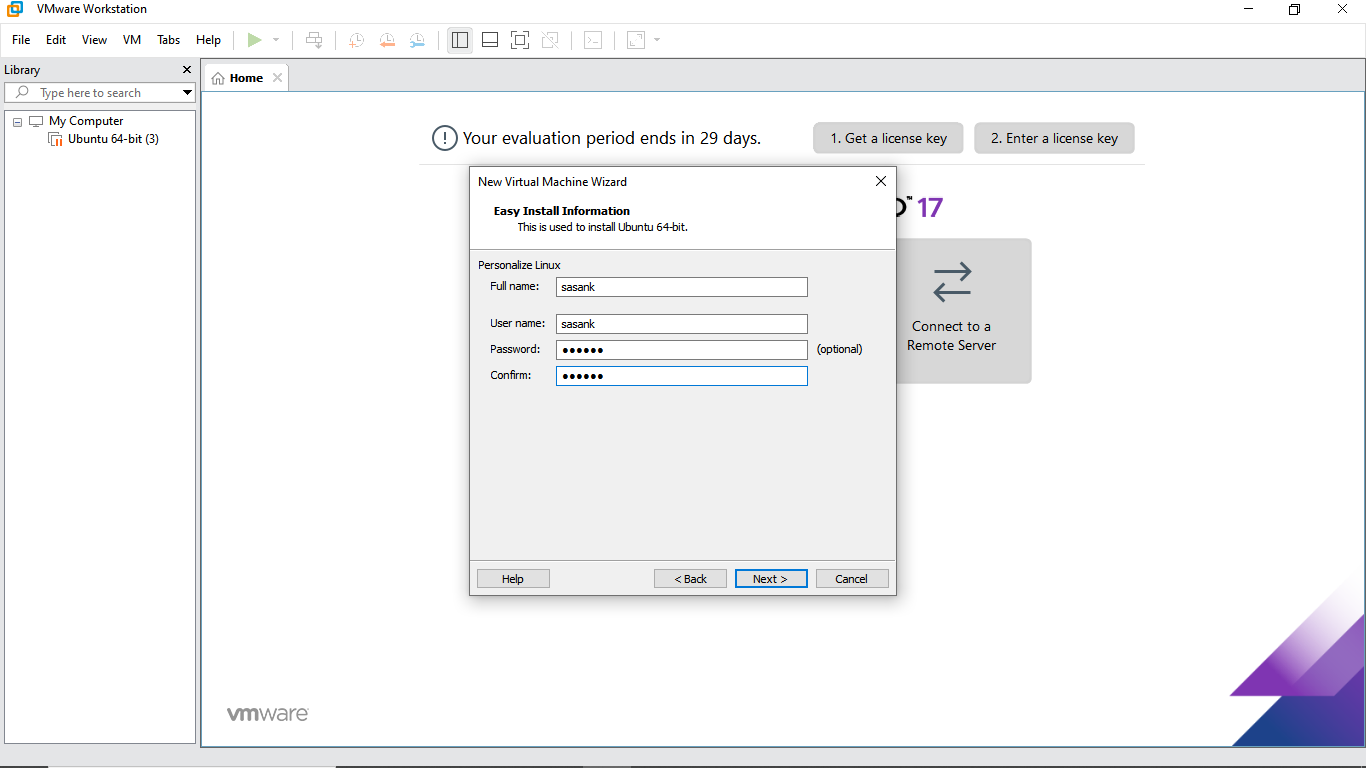 VMware Workstation
File Edit View VM Tabs Help
Library
Type here to search
My Computer
Ubuntu 64-bit (3)
Home
Your evaluation period ends in 29 days.
1. Get a license key
2. Enter a license key
™ 17
Connect to a
Remote Server
New Virtual Machine Wizard
Easy Install Information
This is used to install Ubuntu 64-bit.
Personalize Linux
Full name: sasank
User name: sasank
Password: ●●●●●● (optional)
Confirm: ●●●●●●
Help < Back Next > Cancel
vmware